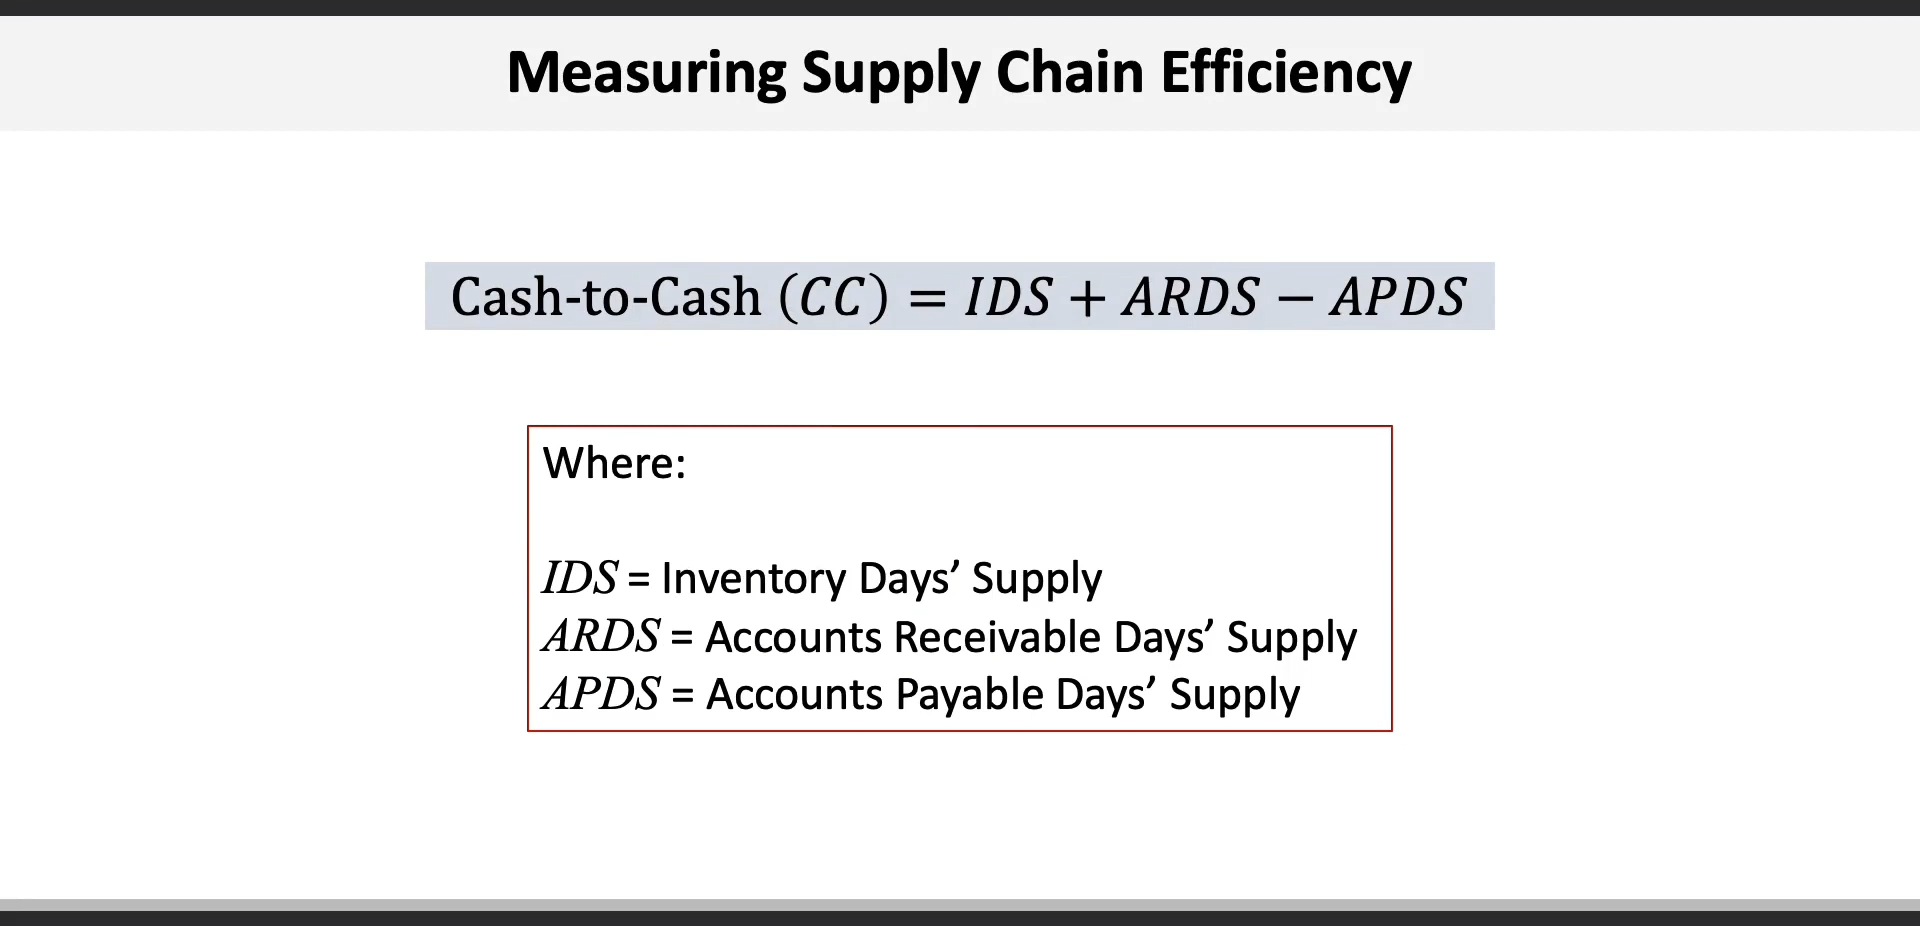 Measuring Supply Chain Efficiency
Cash-to-Cash (CC) = IDS + ARDS − APDS
Where:
IDS = Inventory Days’ Supply
ARDS = Accounts Receivable Days’ Supply
APDS = Accounts Payable Days’ Supply